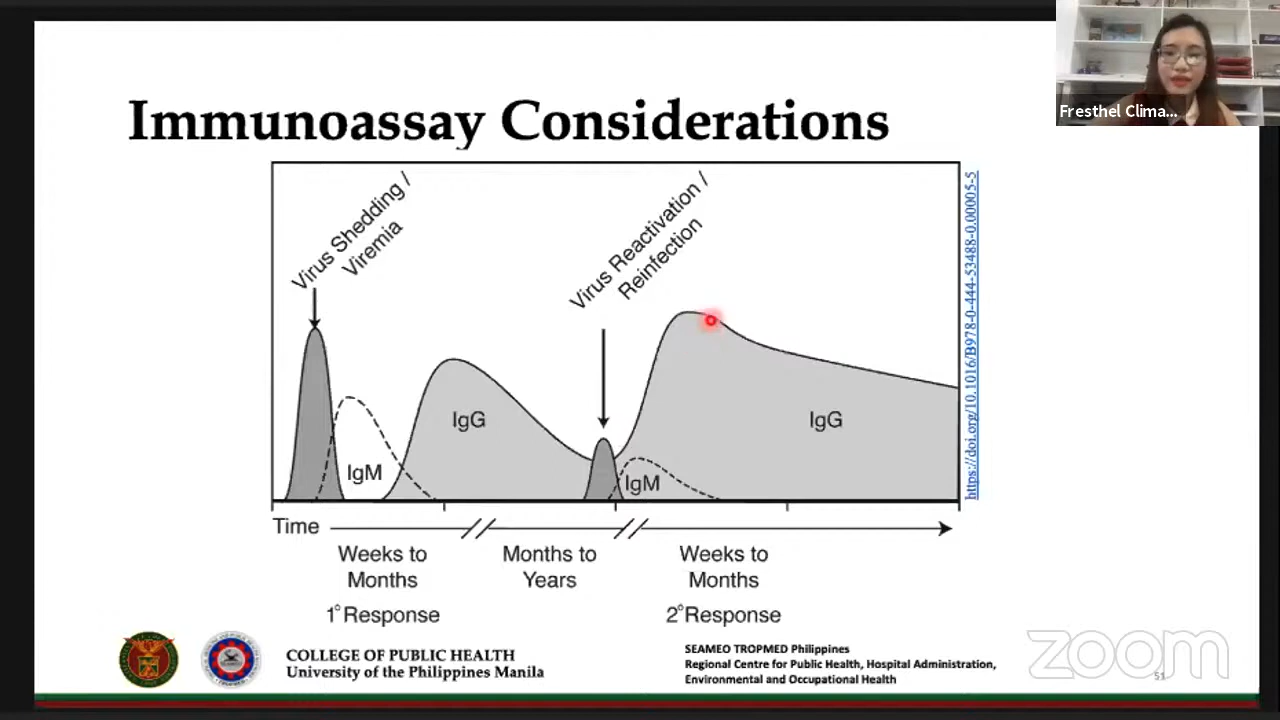 Immunoassay Considerations
Fresthel Clima...
Virus Shedding /
Viremia
Virus Reactivation /
Reinfection
IgM
IgG
IgM
IgG
https://doi.org/10.1016/B978-0-444-53488-0.00005-5
Time
Weeks to
Months
Months to
Years
Weeks to
Months
1° Response
2° Response
COLLEGE OF PUBLIC HEALTH
University of the Philippines Manila
SEAMEO TROPMED Philippines
Regional Centre for Public Health, Hospital Administration,
Environmental and Occupational Health
zoom
51